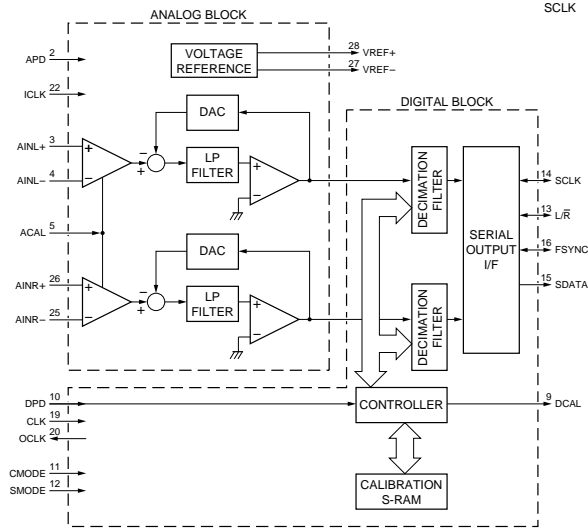 SCLK
ANALOG BLOCK
APD 2
VOLTAGE
REFERENCE
28 VREF+
27 VREF−
ICLK 22
DIGITAL BLOCK
DAC
AINL+ 3
AINL− 4
+
−
−
+
LP
FILTER
+
−
DECIMATION
FILTER
SERIAL
OUTPUT
I/F
14 SCLK
13 L/R̅
16 FSYNC
15 SDATA
ACAL 5
DAC
AINR+ 26
AINR− 25
+
−
−
+
LP
FILTER
+
−
DECIMATION
FILTER
DPD 10
CLK 19
OCLK 20
CONTROLLER
9 DCAL
CMODE 11
SMODE 12
CALIBRATION
S-RAM